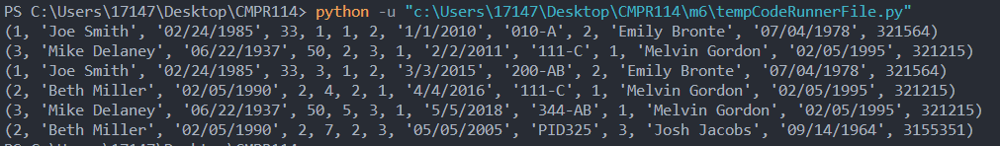 PS C:\Users\17147\Desktop\CMPR114> python -u "c:\Users\17147\Desktop\CMPR114\m6\tempCodeRunnerFile.py"
(1, 'Joe Smith', '02/24/1985', 33, 1, 1, 2, '1/1/2010', '010-A', 2, 'Emily Bronte', '07/04/1978', 321564)
(3, 'Mike Delaney', '06/22/1937', 50, 2, 3, 1, '2/2/2011', '111-C', 1, 'Melvin Gordon', '02/05/1995', 321215)
(1, 'Joe Smith', '02/24/1985', 33, 3, 1, 2, '3/3/2015', '200-AB', 2, 'Emily Bronte', '07/04/1978', 321564)
(2, 'Beth Miller', '02/05/1990', 2, 4, 2, 1, '4/4/2016', '111-C', 1, 'Melvin Gordon', '02/05/1995', 321215)
(3, 'Mike Delaney', '06/22/1937', 50, 5, 3, 1, '5/5/2018', '344-AB', 1, 'Melvin Gordon', '02/05/1995', 321215)
(2, 'Beth Miller', '02/05/1990', 2, 7, 2, 3, '05/05/2005', 'PID325', 3, 'Josh Jacobs', '09/14/1964', 3155351)